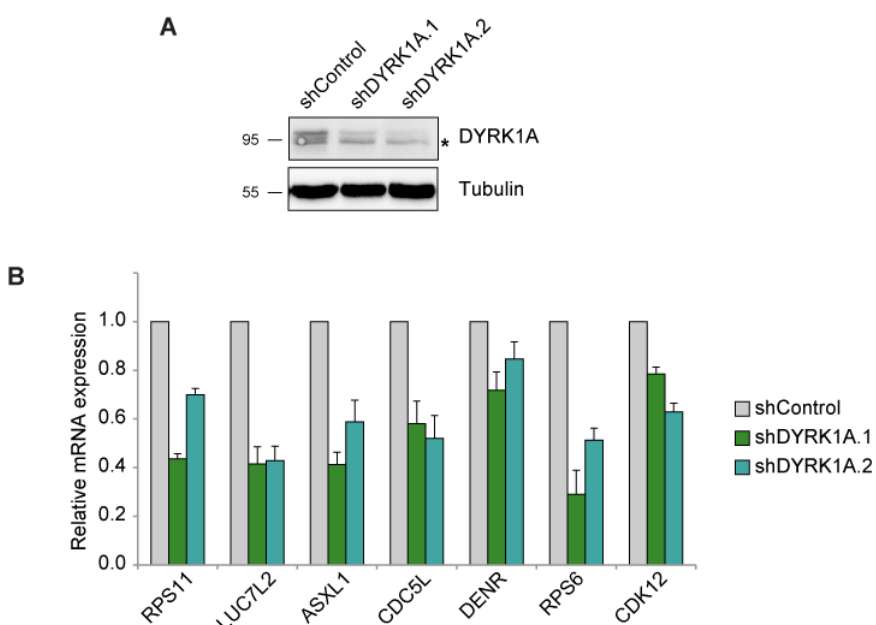 A
shControl
shDYRK1A.1
shDYRK1A.2
95
DYRK1A
*
55
Tubulin
B
Relative mRNA expression
1.0
0.8
0.6
0.4
0.2
0.0
RPS11
LUC7L2
ASXL1
CDC5L
DENR
RPS6
CDK12
shControl
shDYRK1A.1
shDYRK1A.2